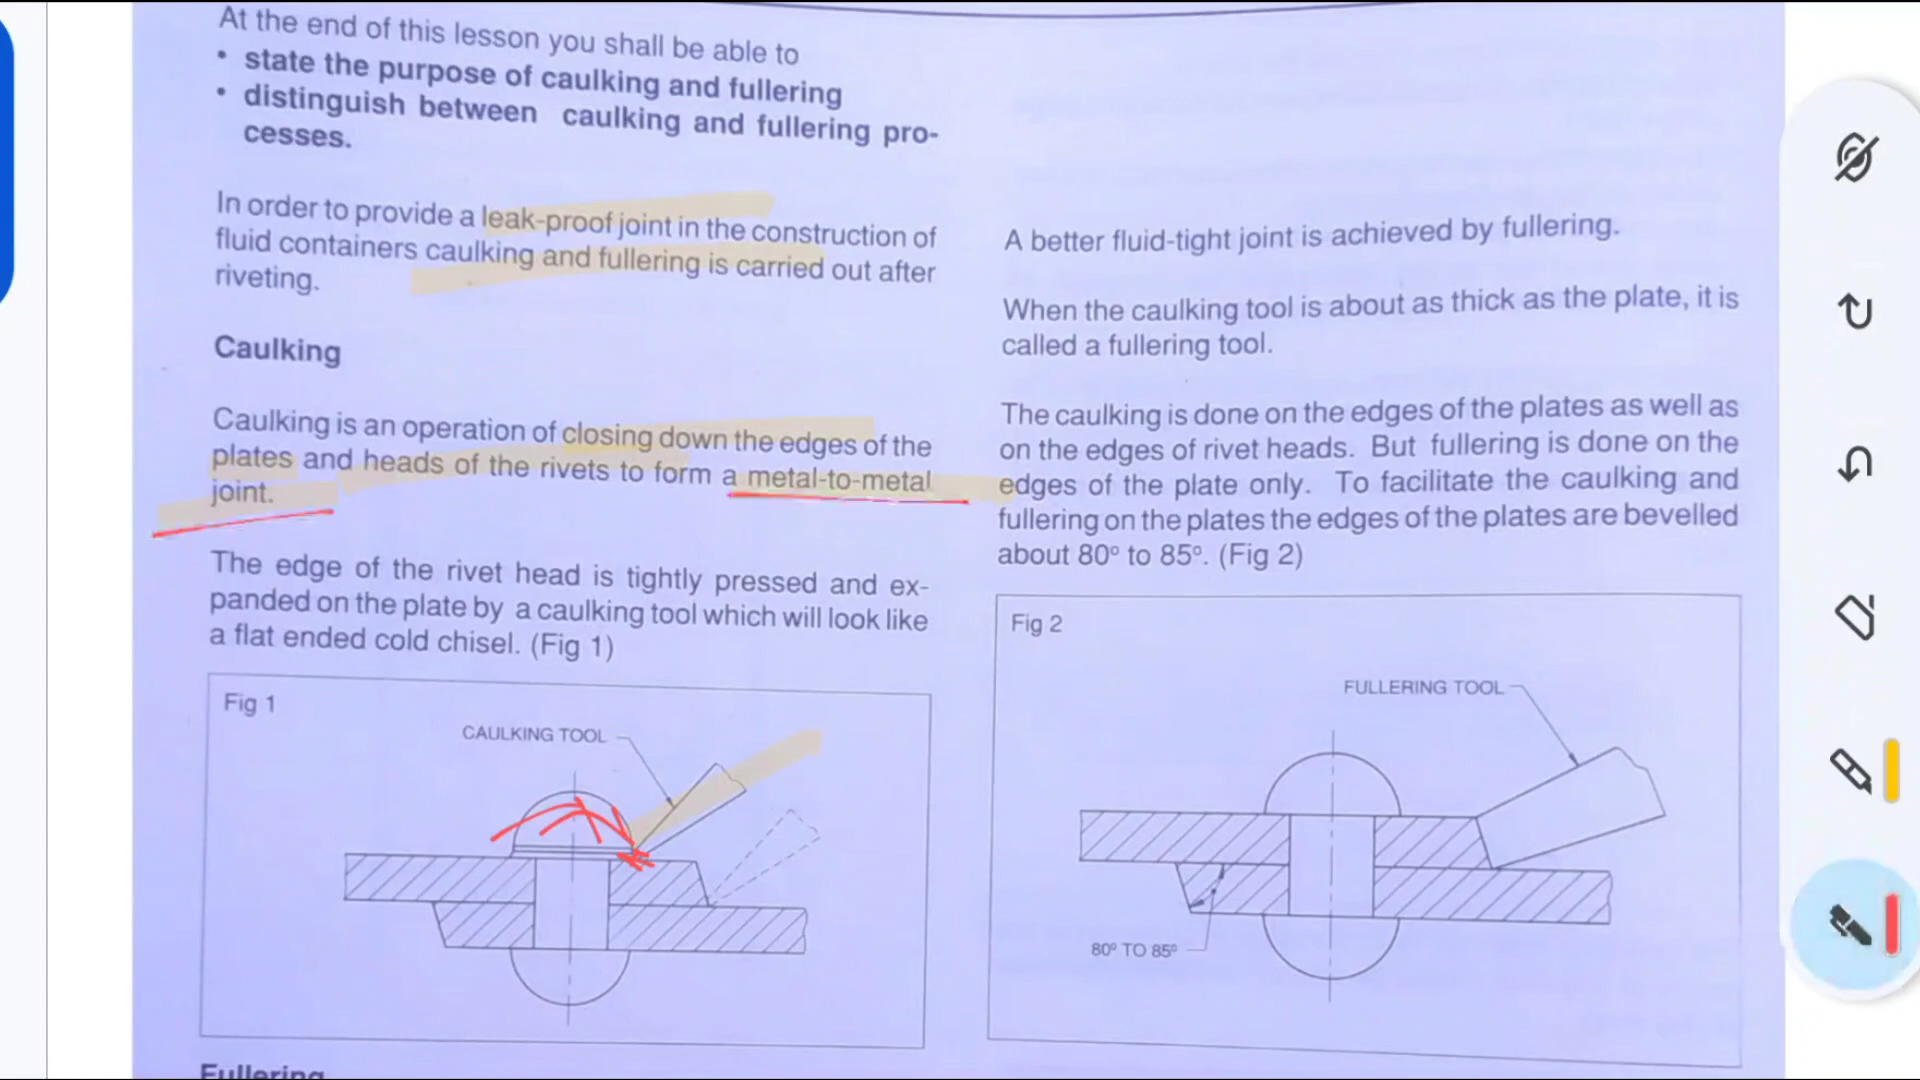 At the end of this lesson you shall be able to
• state the purpose of caulking and fullering
• distinguish between caulking and fullering pro-
cesses.
In order to provide a leak-proof joint in the construction of
fluid containers caulking and fullering is carried out after
riveting.
Caulking
Caulking is an operation of closing down the edges of the
plates and heads of the rivets to form a metal-to-metal
joint.
The edge of the rivet head is tightly pressed and ex-
panded on the plate by a caulking tool which will look like
a flat ended cold chisel. (Fig 1)
Fig 1
CAULKING TOOL
Fullering
A better fluid-tight joint is achieved by fullering.
When the caulking tool is about as thick as the plate, it is
called a fullering tool.
The caulking is done on the edges of the plates as well as
on the edges of rivet heads. But fullering is done on the
edges of the plate only. To facilitate the caulking and
fullering on the plates the edges of the plates are bevelled
about 80° to 85°. (Fig 2)
Fig 2
FULLERING TOOL
80° TO 85°